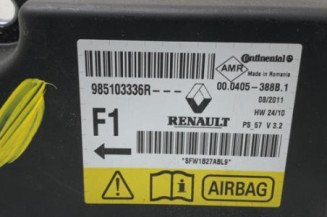 Continental
AMR
Made in Romania
985103336R---
00.0405-388B.1
08/2011
F1
HW 24/10
RENAULT
PS_57 V 3.2
*SFW1B27ABL9*
AIRBAG